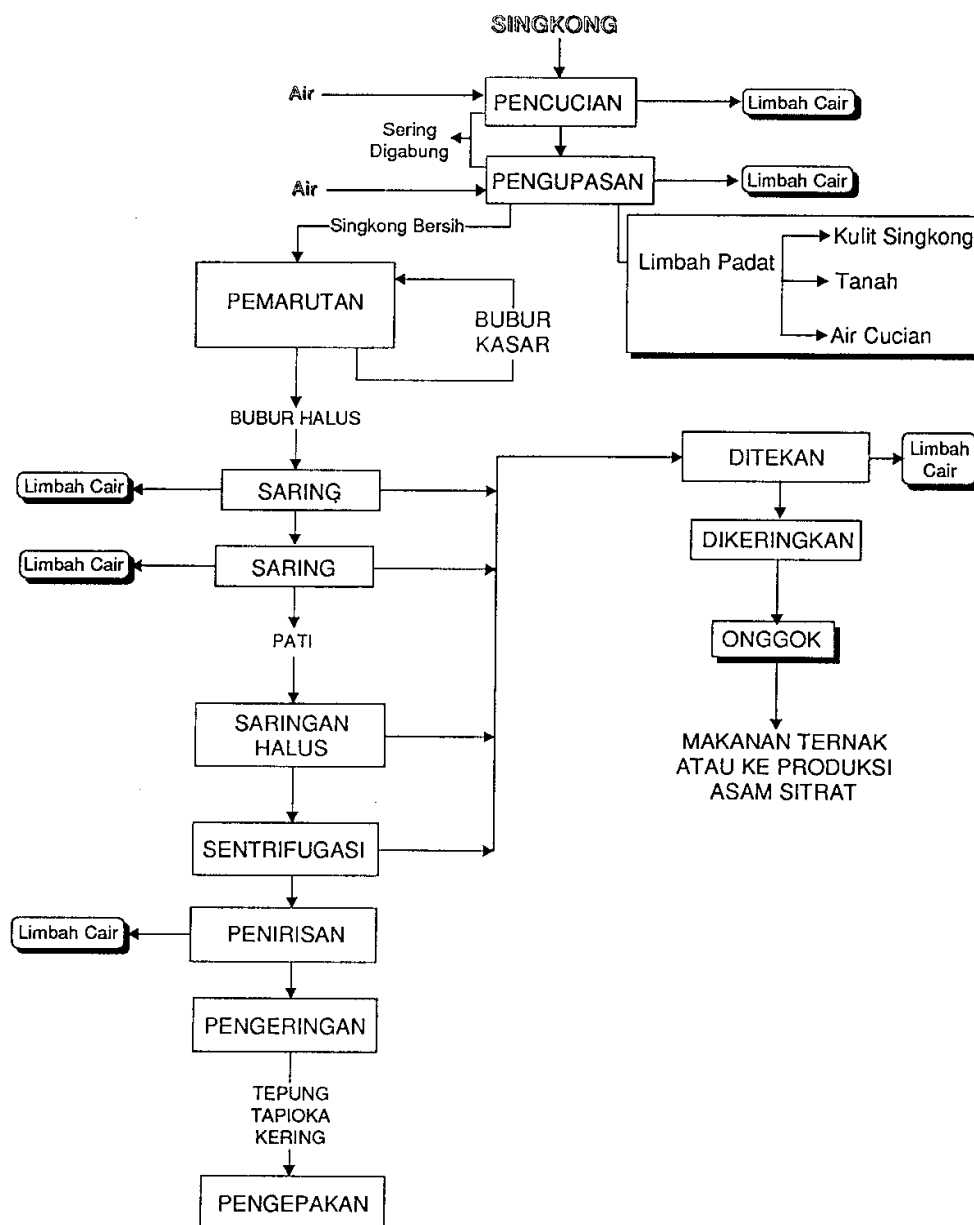 SINGKONG
Air
PENCUCIAN
Limbah Cair
Sering
Digabung
Air
PENGUPASAN
Limbah Cair
Singkong Bersih
Limbah Padat
Kulit Singkong
Tanah
Air Cucian
PEMARUTAN
BUBUR
KASAR
BUBUR HALUS
Limbah Cair
SARING
DITEKAN
Limbah
Cair
Limbah Cair
SARING
DIKERINGKAN
PATI
ONGGOK
SARINGAN
HALUS
MAKANAN TERNAK
ATAU KE PRODUKSI
ASAM SITRAT
SENTRIFUGASI
Limbah Cair
PENIRISAN
PENGERINGAN
TEPUNG
TAPIOKA
KERING
PENGEPAKAN